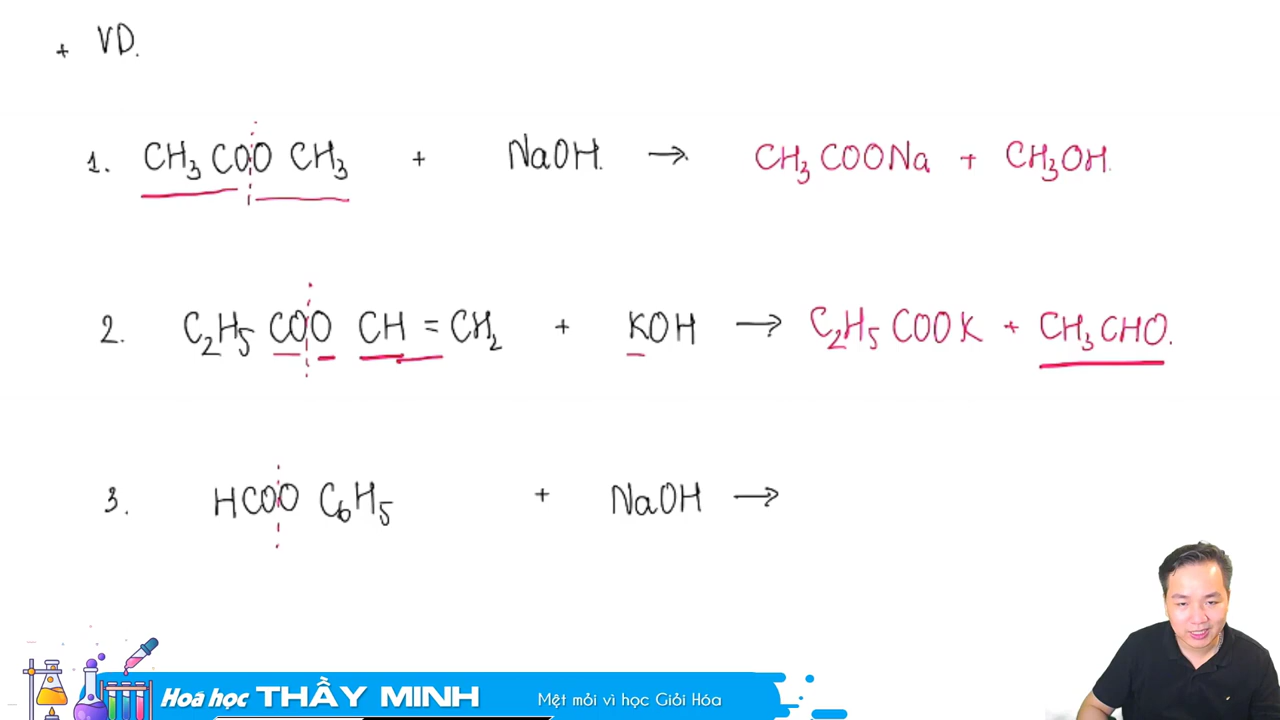 + VD.
1. CH₃COOCH₃ + NaOH. → CH₃COONa + CH₃OH.
2. C₂H₅COOCH=CH₂ + KOH → C₂H₅COOK + CH₃CHO.
3. HCOOC₆H₅ + NaOH →
Hoá học THẦY MINH Mệt mỏi vì học Giỏi Hóa